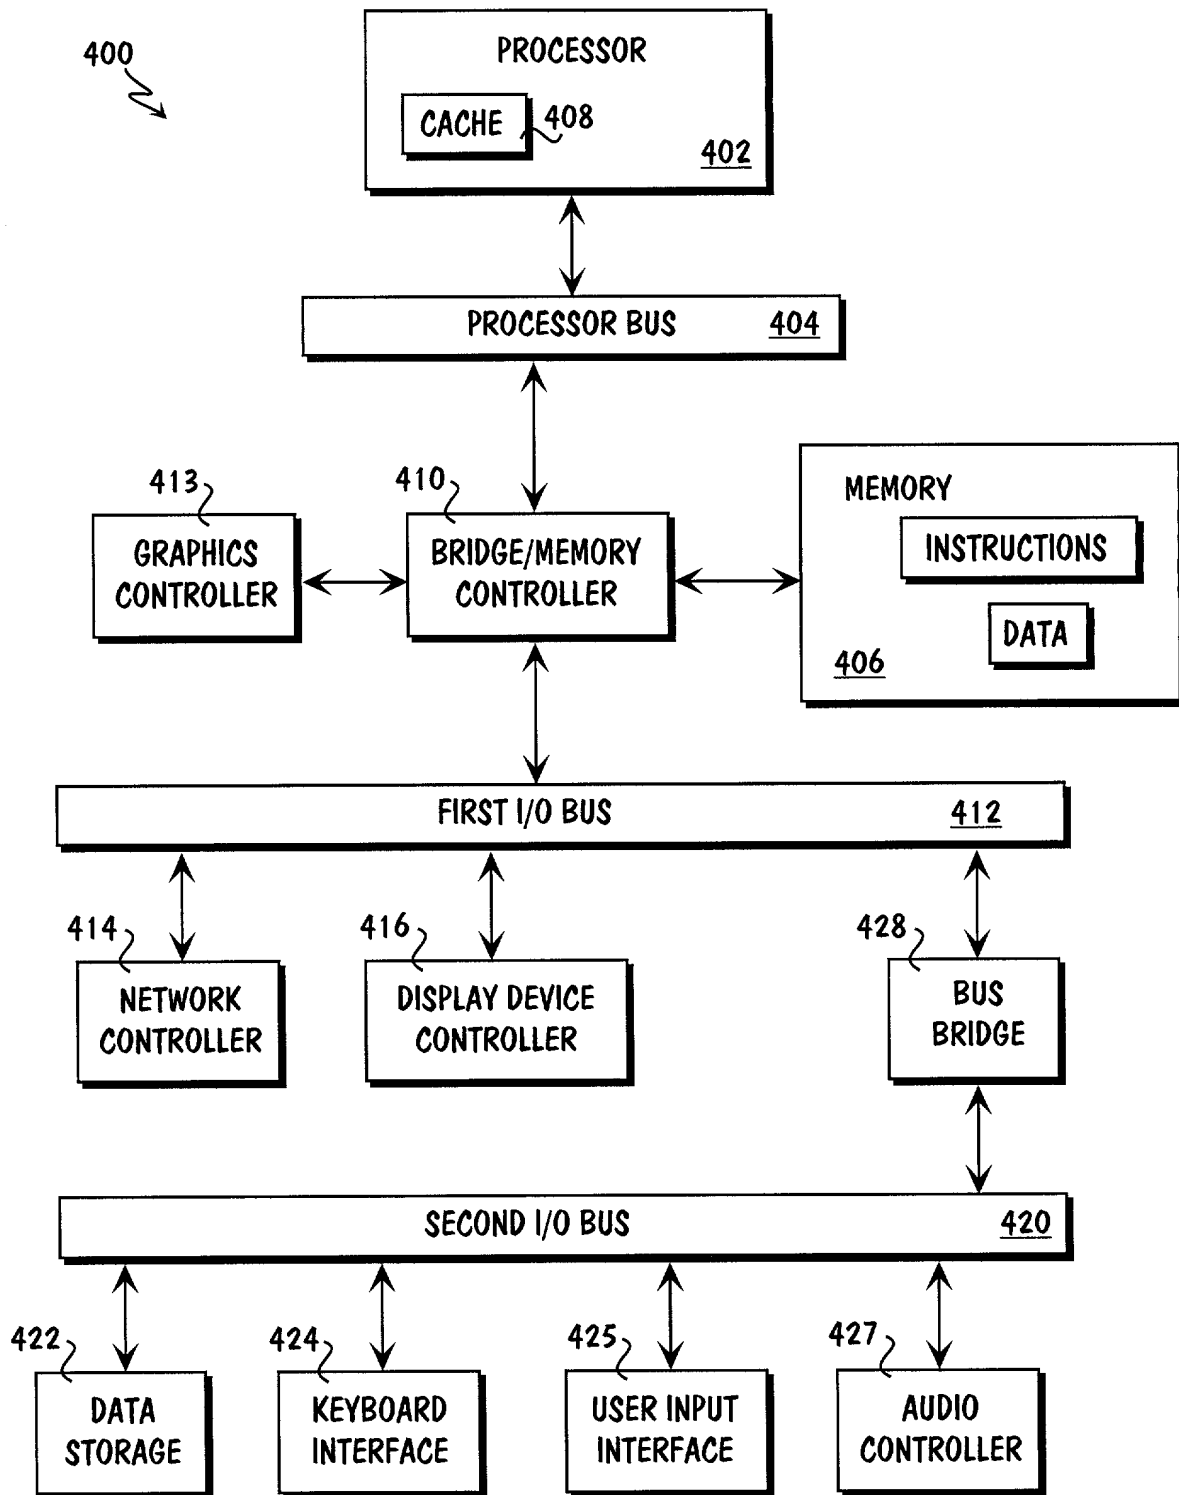 400
PROCESSOR
CACHE
408
402
PROCESSOR BUS
404
413
GRAPHICS
CONTROLLER
410
BRIDGE/MEMORY
CONTROLLER
MEMORY
INSTRUCTIONS
DATA
406
FIRST I/O BUS
412
414
NETWORK
CONTROLLER
416
DISPLAY DEVICE
CONTROLLER
428
BUS
BRIDGE
SECOND I/O BUS
420
422
DATA
STORAGE
424
KEYBOARD
INTERFACE
425
USER INPUT
INTERFACE
427
AUDIO
CONTROLLER